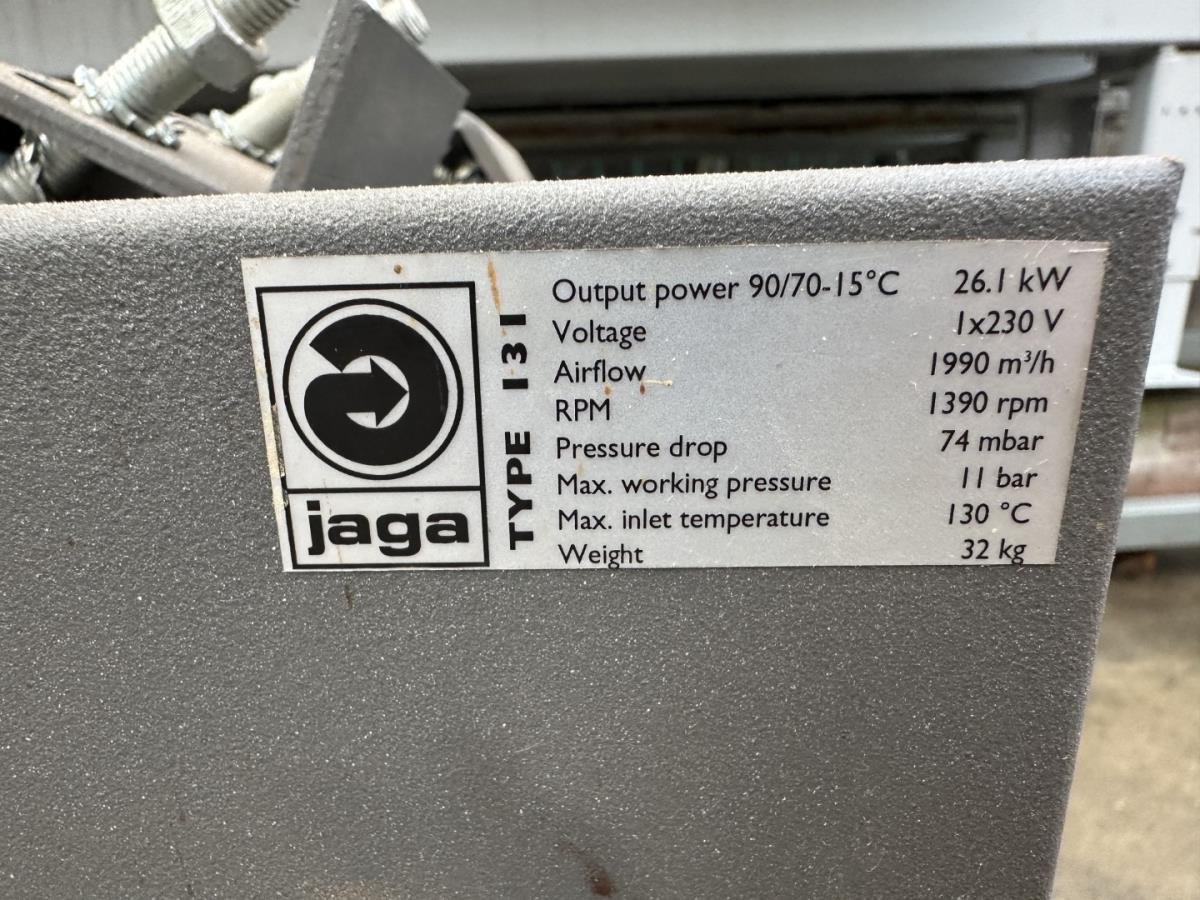 jaga
TYPE 131
Output power 90/70-15°C 26.1 kW
Voltage 1x230 V
Airflow 1990 m³/h
RPM 1390 rpm
Pressure drop 74 mbar
Max. working pressure 11 bar
Max. inlet temperature 130 °C
Weight 32 kg